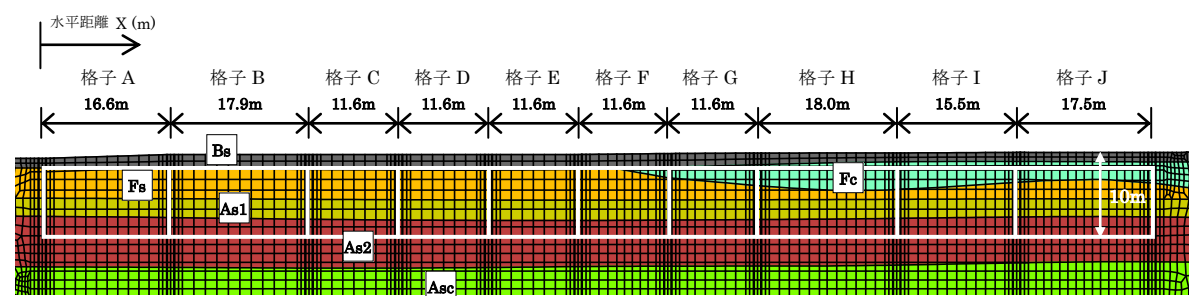 水平距離 X (m)
格子 A 格子 B 格子 C 格子 D 格子 E 格子 F 格子 G 格子 H 格子 I 格子 J
16.6m 17.9m 11.6m 11.6m 11.6m 11.6m 11.6m 18.0m 15.5m 17.5m
Bs
Fc
Fs
10m
As1
As2
Asc